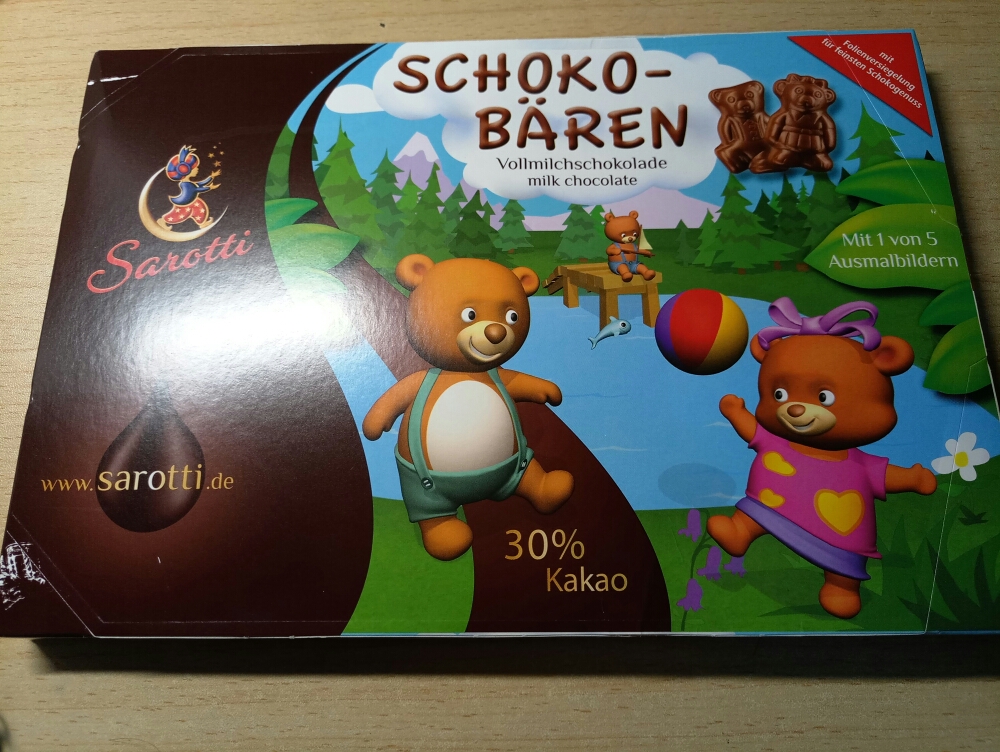 SCHOKO-
BÄREN
Vollmilchschokolade
milk chocolate
mit
Folienversiegelung
für feinsten Schokogenuss
Sarotti
Mit 1 von 5
Ausmalbildern
www.sarotti.de
30%
Kakao